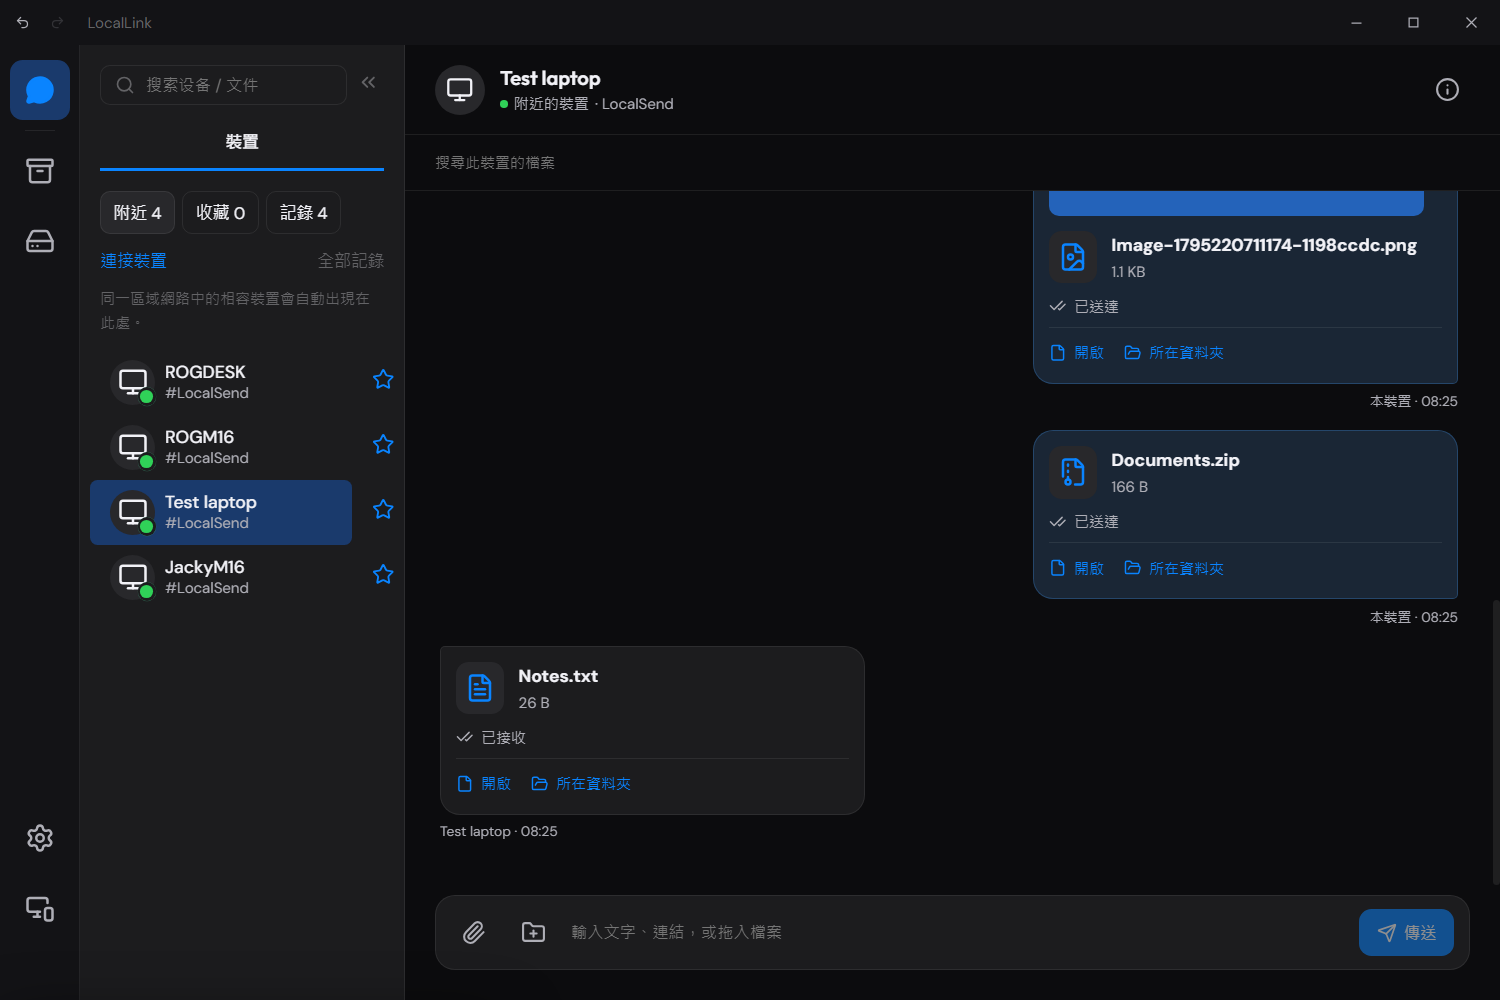 LocalLink
搜索设备 / 文件
裝置
附近 4
收藏 0
記錄 4
連接裝置
全部記錄
同一區域網路中的相容裝置會自動出現在
此處。
ROGDESK
#LocalSend
ROGM16
#LocalSend
Test laptop
#LocalSend
JackyM16
#LocalSend
Test laptop
附近的裝置 · LocalSend
搜尋此裝置的檔案
Image-1795220711174-1198ccdc.png
1.1 KB
已送達
開啟
所在資料夾
本裝置 · 08:25
Documents.zip
166 B
已送達
開啟
所在資料夾
本裝置 · 08:25
Notes.txt
26 B
已接收
開啟
所在資料夾
Test laptop · 08:25
輸入文字、連結，或拖入檔案
傳送